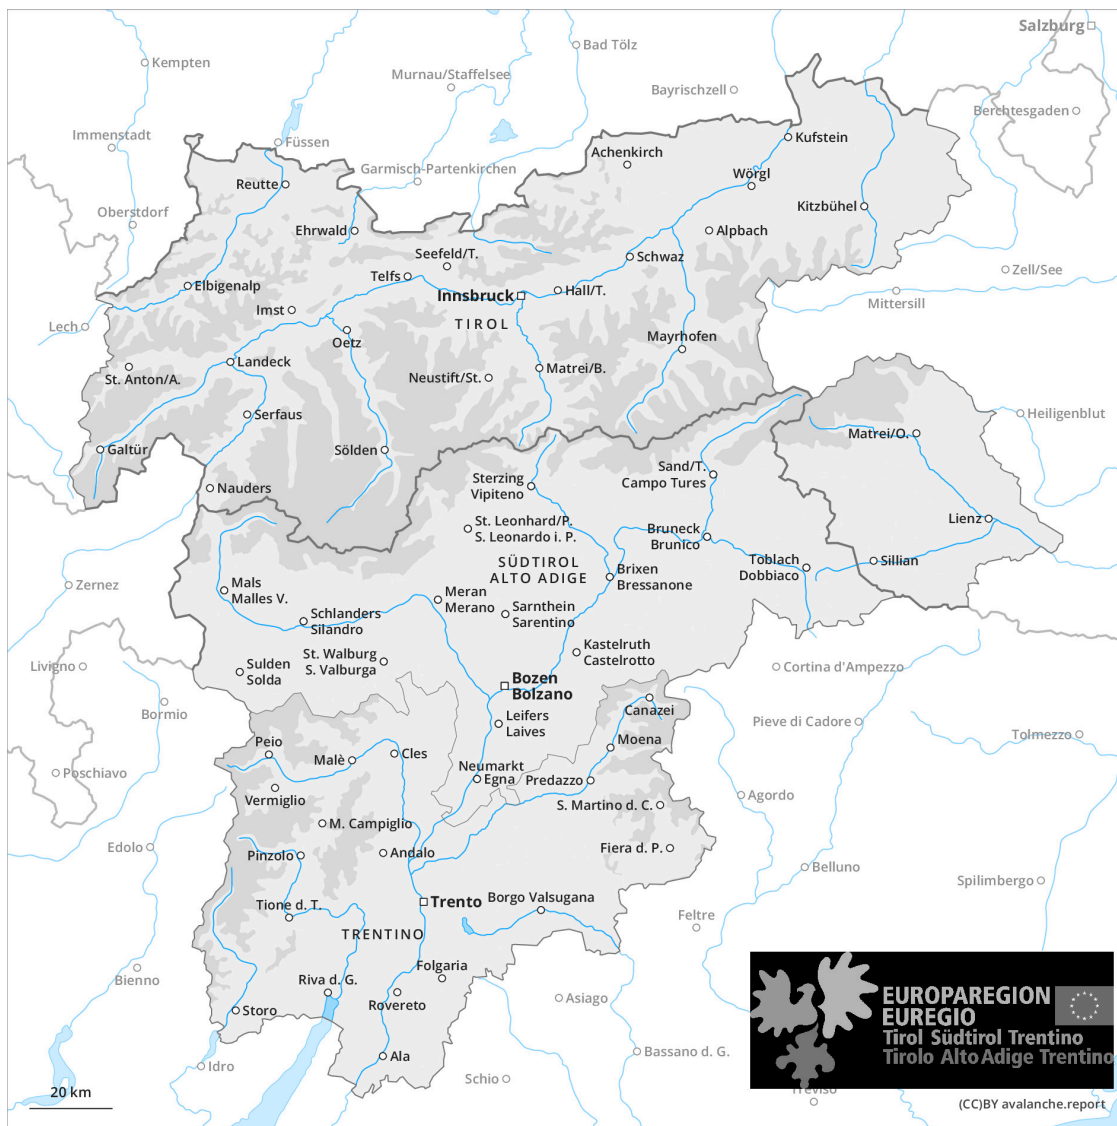 Salzburg
Bad Tölz
Kempten
Murnau/Staffelsee
Bayrischzell
Berchtesgaden
Immenstadt
Füssen
Kufstein
Achenkirch
Garmisch-Partenkirchen
Wörgl
Reutte
Oberstdorf
Kitzbühel
Ehrwald
Alpbach
Seefeld/T.
Schwaz
Zell/See
Telfs
Elbigenalp
Hall/T.
Innsbruck
Mittersill
Imst
TIROL
Lech
Oetz
Mayrhofen
Landeck
Matrei/B.
St. Anton/A.
Neustift/St.
Serfaus
Heiligenblut
Matrei/O.
Galtür
Sölden
Sand/T.
Campo Tures
Sterzing
Vipiteno
Nauders
Lienz
St. Leonhard/P.
S. Leonardo i. P.
Bruneck
Brunico
SÜDTIROL
ALTO ADIGE
Toblach
Dobbiaco
Sillian
Brixen
Bressanone
Zernez
Mals
Malles V.
Meran
Merano
Schlanders
Silandro
Sarnthein
Sarentino
Kastelruth
Castelrotto
St. Walburg
S. Valburga
Livigno
Sulden
Solda
Cortina d'Ampezzo
Bozen
Bolzano
Bormio
Canazei
Leifers
Laives
Pieve di Cadore
Tolmezzo
Peio
Cles
Moena
Malè
Neumarkt
Egna
Predazzo
Poschiavo
Vermiglio
S. Martino d. C.
Agordo
M. Campiglio
Edolo
Pinzolo
Andalo
Fiera d. P.
Belluno
Spilimbergo
Trento
Borgo Valsugana
Tione d. T.
Feltre
TRENTINO
Folgaria
Bienno
Riva d. G.
Rovereto
Asiago
Storo
EUROPAREGION
EUREGIO
Tirol Südtirol Trentino
Tirolo Alto Adige Trentino
Ala
Bassano d. G.
Idro
Schio
Treviso
20 km
(CC)BY avalanche.report